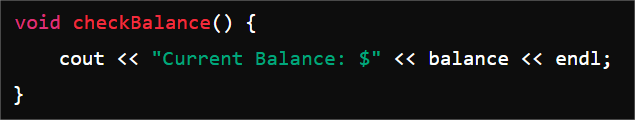 void checkBalance() {
    cout << "Current Balance: $" << balance << endl;
}